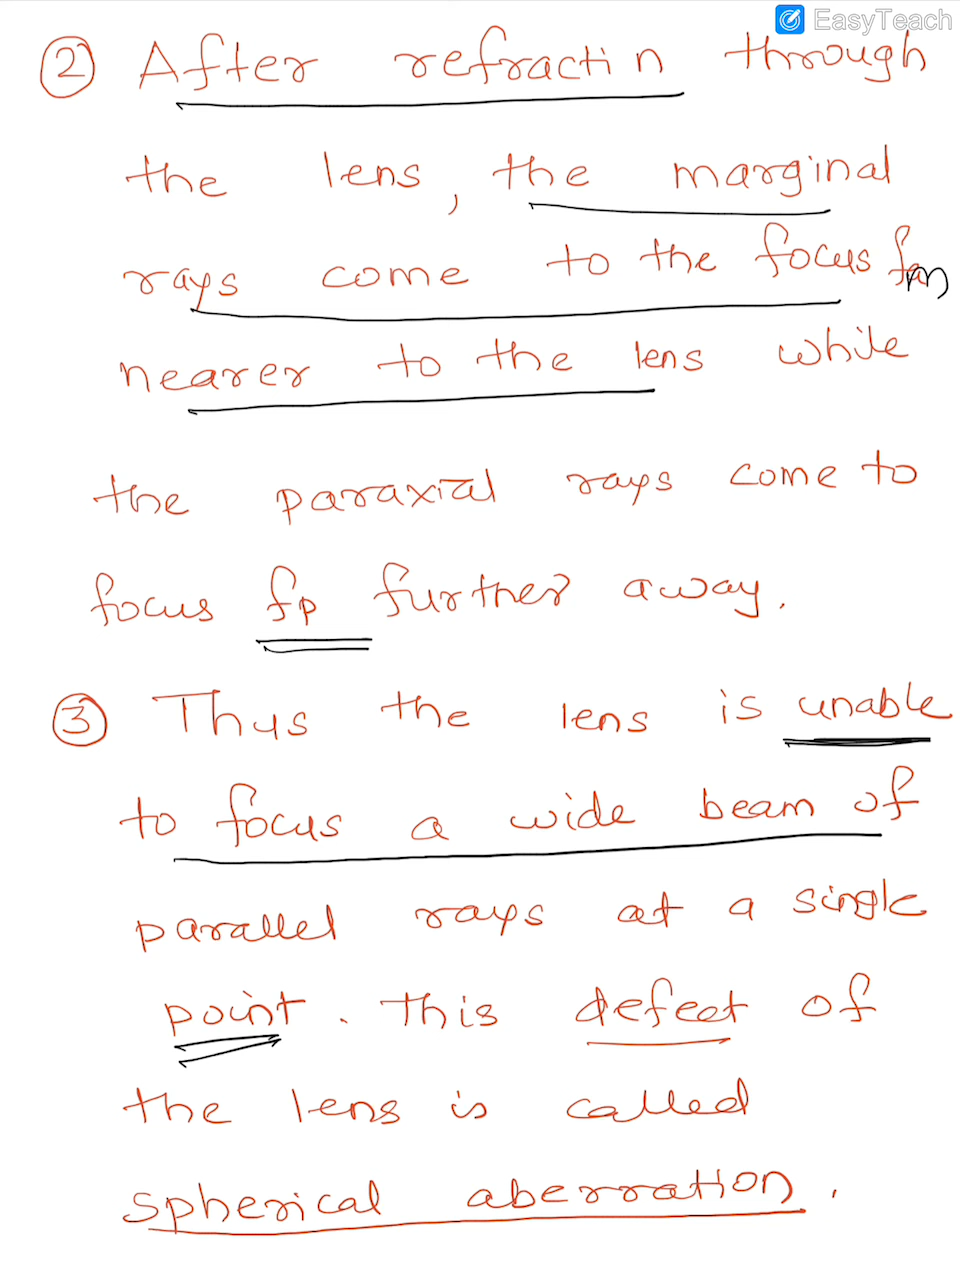 EasyTeach
② After refractin through
the lens, the marginal
rays come to the focus fm
nearer to the lens while
the paraxial rays come to
focus fp further away.
③ Thus the lens is unable
to focus a wide beam of
parallel rays at a single
point. This defect of
the lens is called
spherical aberration.